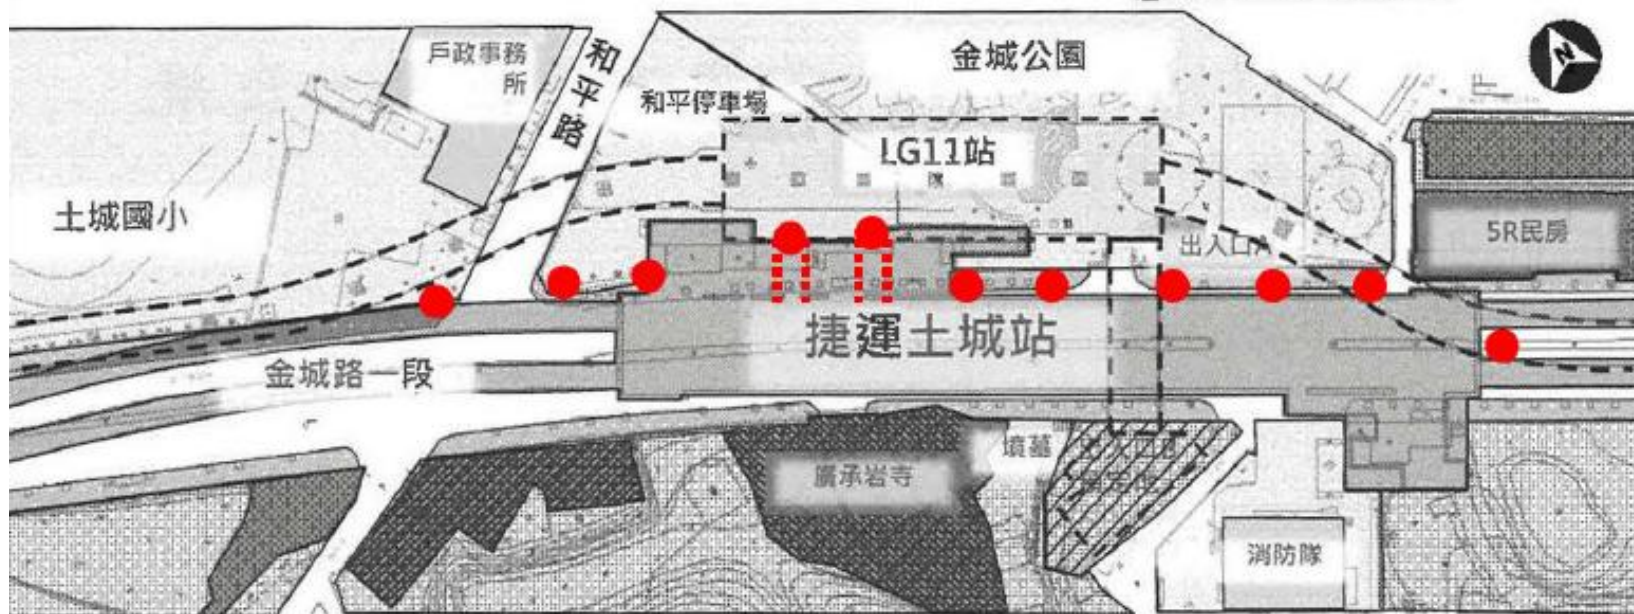 戶政事務
所
和平路
金城公園
N
和平停車場
LG11站
土城國小
5R民房
出入口A
捷運土城站
金城路一段
墳墓
廣承岩寺
消防隊